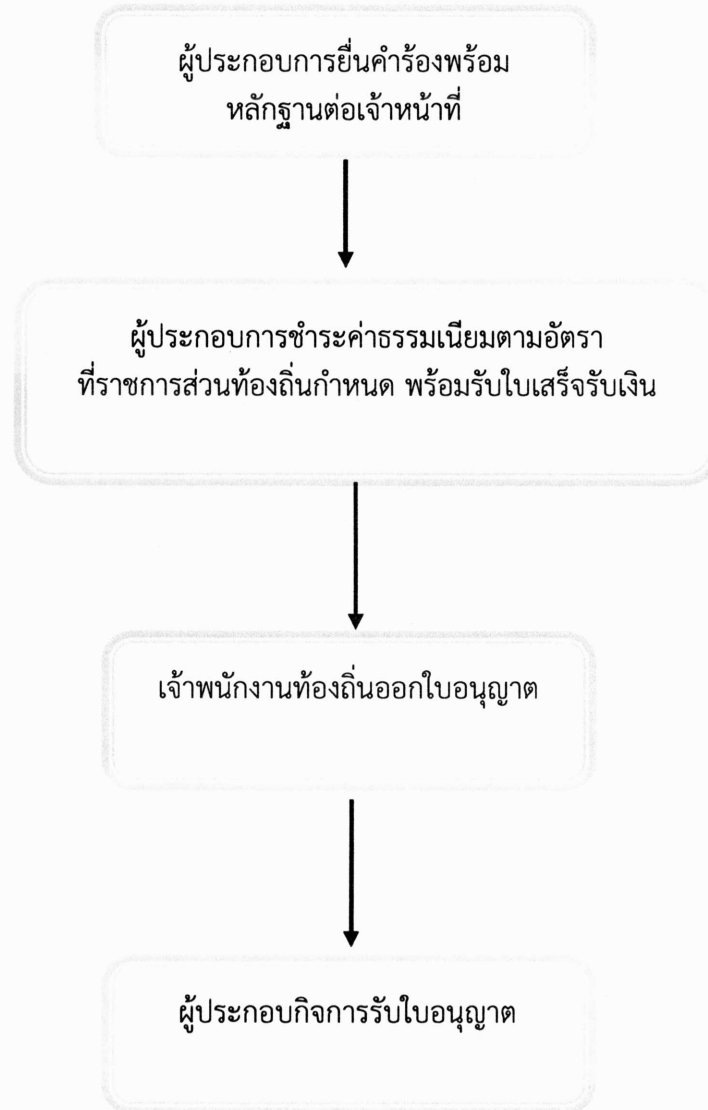 ผู้ประกอบการยื่นคำร้องพร้อม
หลักฐานต่อเจ้าหน้าที่
ผู้ประกอบการชำระค่าธรรมเนียมตามอัตรา
ที่ราชการส่วนท้องถิ่นกำหนด พร้อมรับใบเสร็จรับเงิน
เจ้าพนักงานท้องถิ่นออกใบอนุญาต
ผู้ประกอบกิจการรับใบอนุญาต